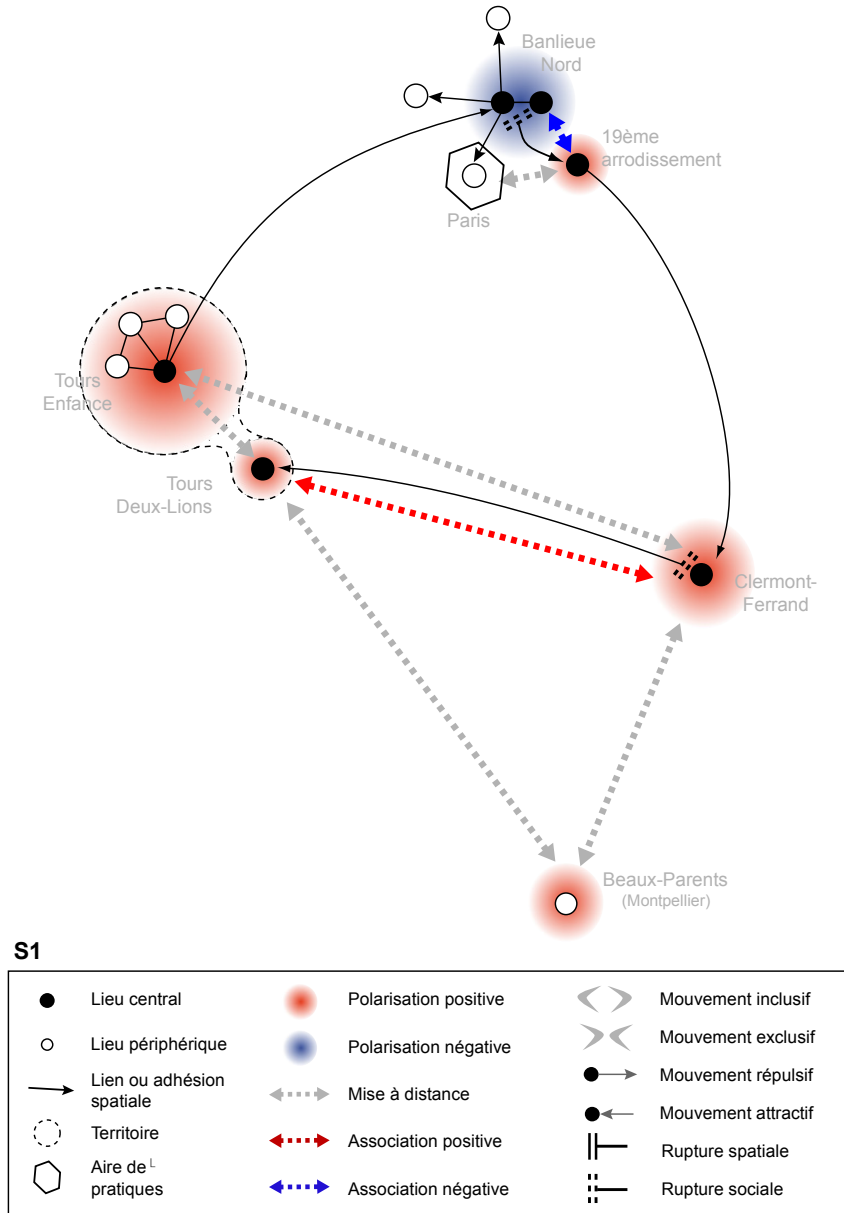 Banlieue
Nord
19ème
arrodissement
Paris
Tours
Enfance
Tours
Deux-Lions
Clermont-
Ferrand
Beaux-Parents
(Montpellier)
S1
Lieu central
Lieu périphérique
Lien ou adhésion
spatiale
Territoire
Aire de L
pratiques
Polarisation positive
Polarisation négative
Mise à distance
Association positive
Association négative
Mouvement inclusif
Mouvement exclusif
Mouvement répulsif
Mouvement attractif
Rupture spatiale
Rupture sociale